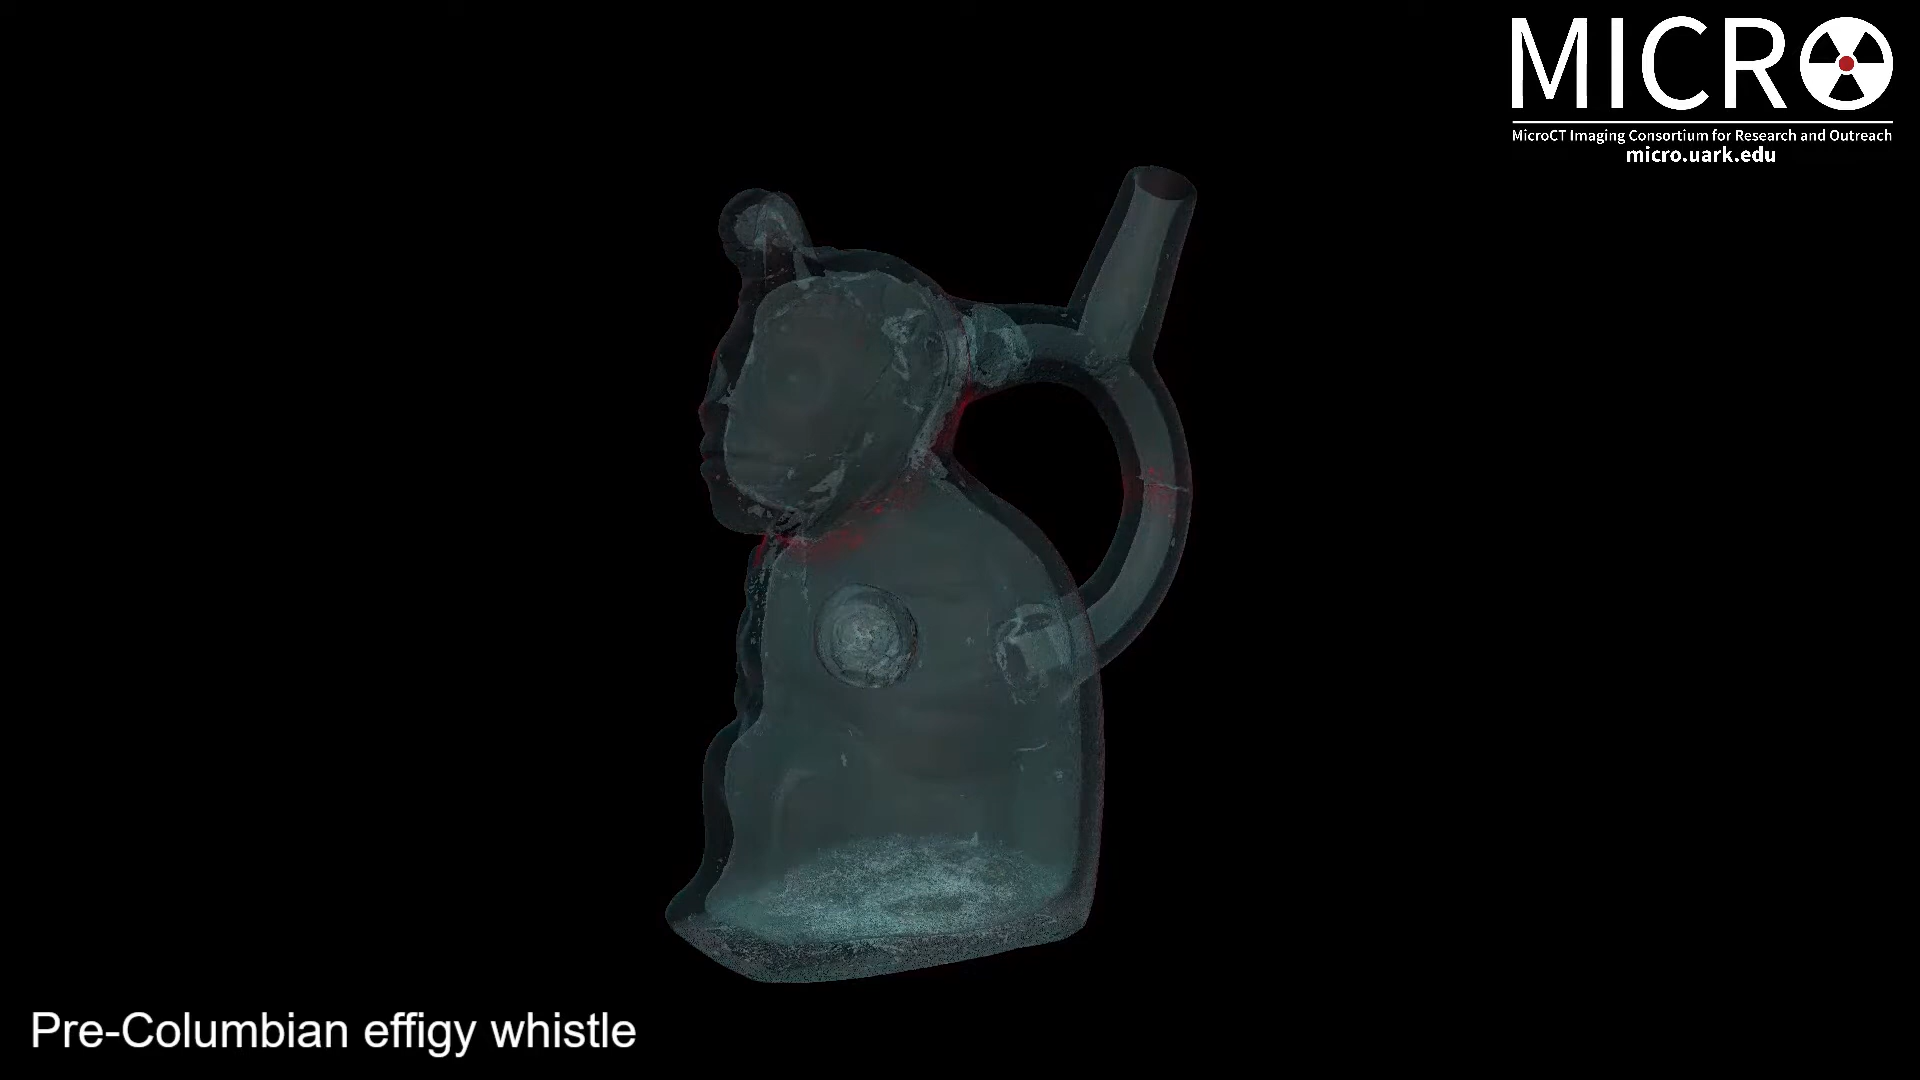 MICRO
MicroCT Imaging Consortium for Research and Outreach
micro.uark.edu
Pre-Columbian effigy whistle